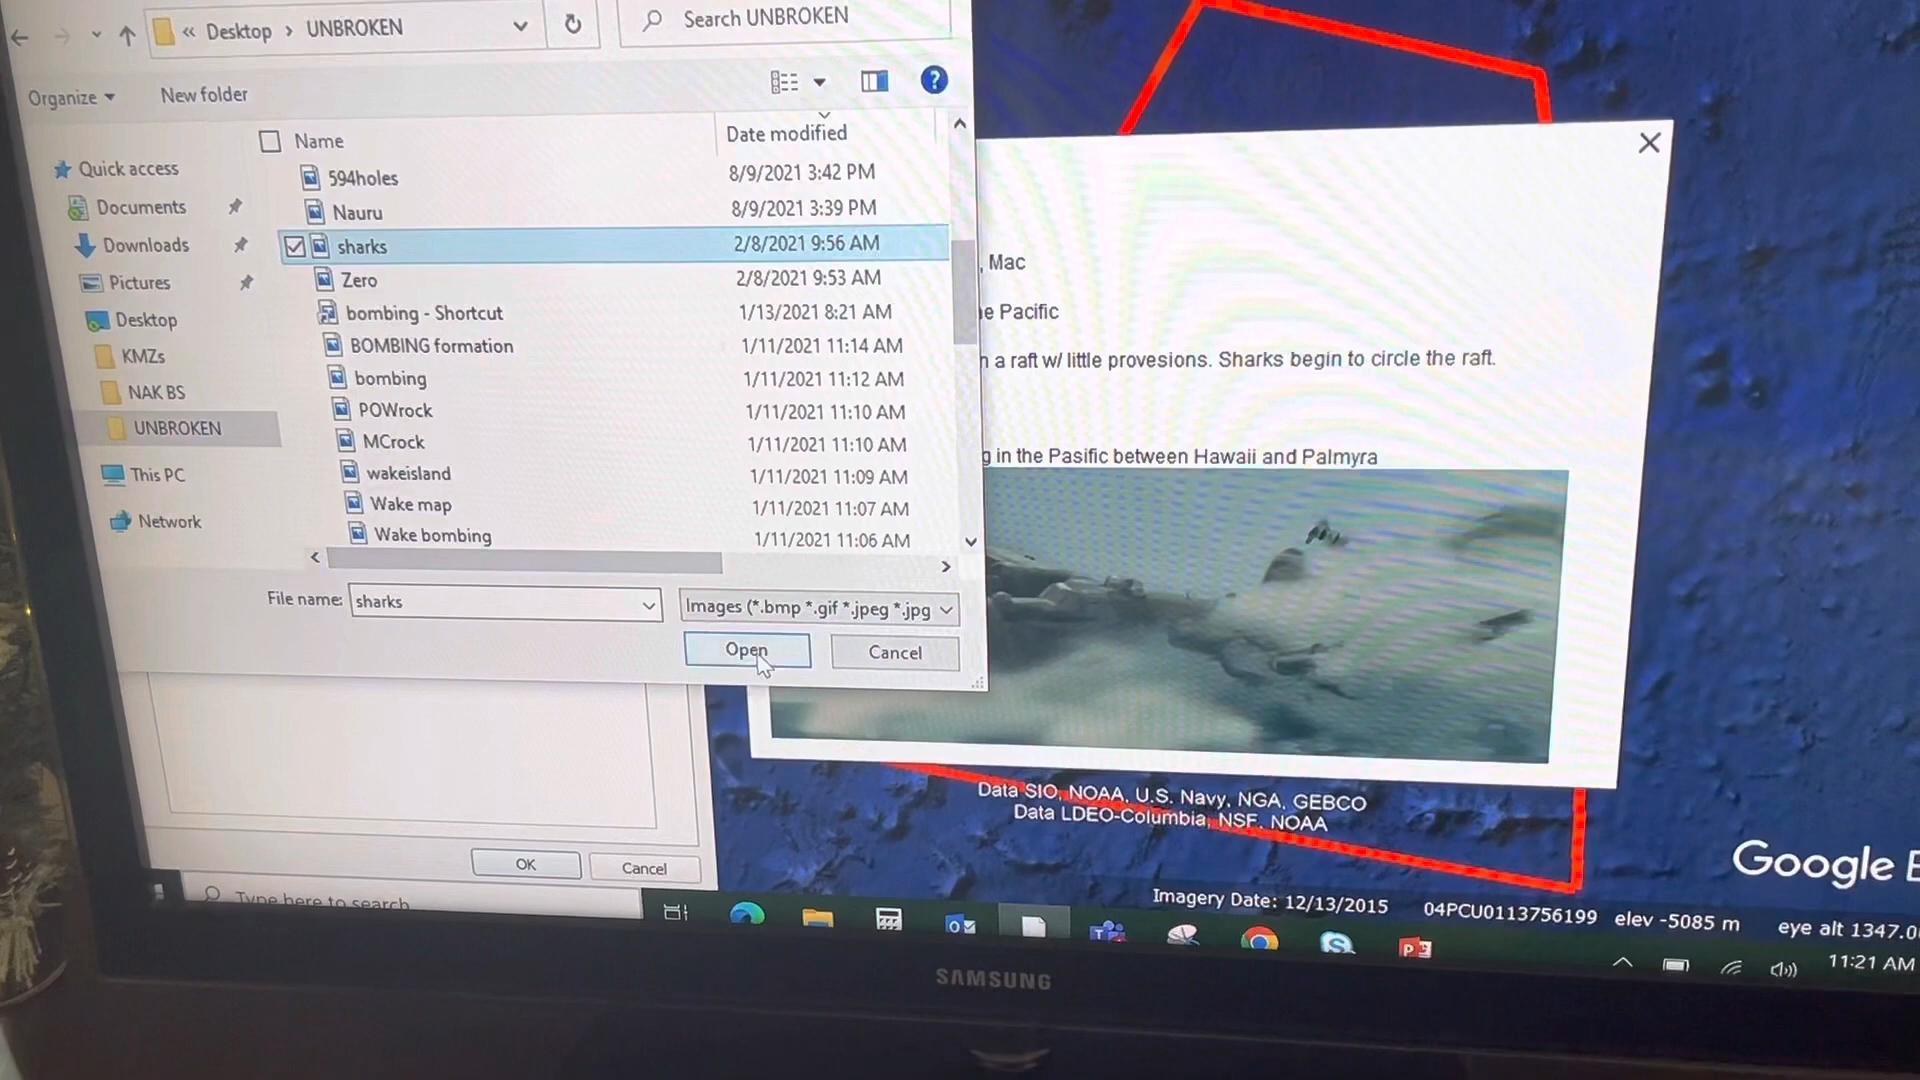 « Desktop › UNBROKEN
Search UNBROKEN
Organize
New folder
Name
Date modified
Quick access
Documents
Downloads
Pictures
Desktop
KMZs
NAK BS
UNBROKEN
This PC
Network
594holes 8/9/2021 3:42 PM
Nauru 8/9/2021 3:39 PM
sharks 2/8/2021 9:56 AM
Zero 2/8/2021 9:53 AM
bombing - Shortcut 1/13/2021 8:21 AM
BOMBING formation 1/11/2021 11:14 AM
bombing 1/11/2021 11:12 AM
POWrock 1/11/2021 11:10 AM
MCrock 1/11/2021 11:10 AM
wakeisland 1/11/2021 11:09 AM
Wake map 1/11/2021 11:07 AM
Wake bombing 1/11/2021 11:06 AM
File name: sharks
Images (*.bmp *.gif *.jpeg *.jpg
Open
Cancel
, Mac
e Pacific
n a raft w/ little provesions. Sharks begin to circle the raft.
g in the Pasific between Hawaii and Palmyra
Data SIO, NOAA, U.S. Navy, NGA, GEBCO
Data LDEO-Columbia, NSF, NOAA
Google E
OK
Cancel
Imagery Date: 12/13/2015 04PCU0113756199 elev -5085 m eye alt 1347.0
Type here to search
11:21 AM
SAMSUNG